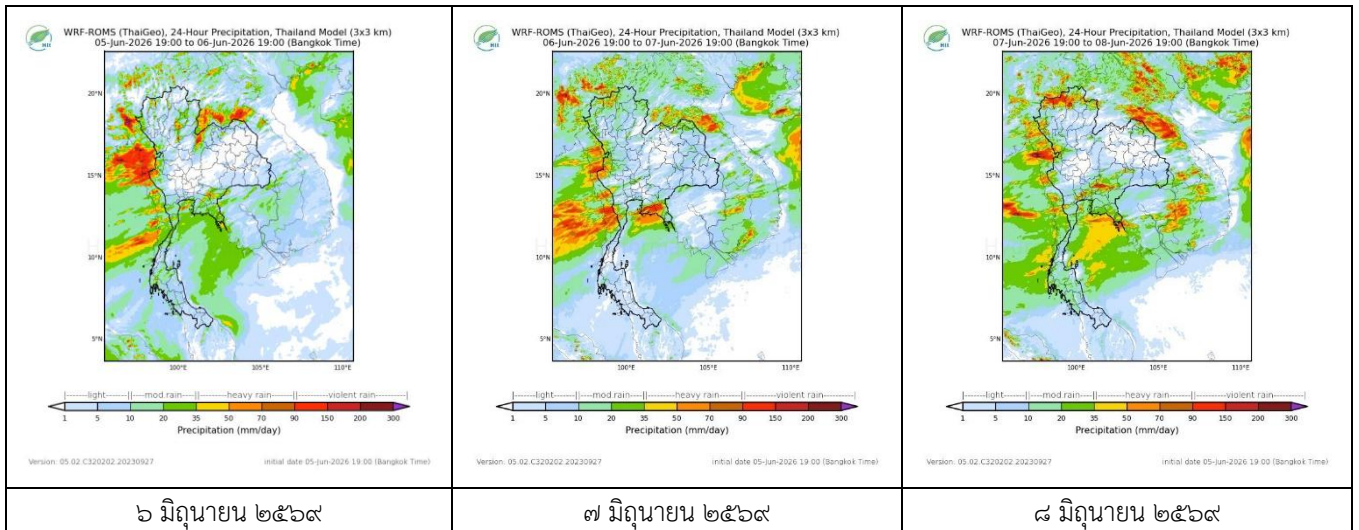 HII
WRF-ROMS (ThaiGeo), 24-Hour Precipitation, Thailand Model (3x3 km)
05-Jun-2026 19:00 to 06-Jun-2026 19:00 (Bangkok Time)
20°N
15°N
10°N
5°N
100°E 105°E 110°E
|-------light----||---mod.rain---||-----heavy rain----||-----violent rain-----|
1 5 10 20 35 50 70 90 150 200 300
Precipitation (mm/day)
Version: 05.02.C320202.20230927 initial date 05-Jun-2026 19:00 (Bangkok Time)
๖ มิถุนายน ๒๕๖๙
HII
WRF-ROMS (ThaiGeo), 24-Hour Precipitation, Thailand Model (3x3 km)
06-Jun-2026 19:00 to 07-Jun-2026 19:00 (Bangkok Time)
20°N
15°N
10°N
5°N
100°E 105°E 110°E
|-------light----||---mod.rain---||-----heavy rain----||-----violent rain-----|
1 5 10 20 35 50 70 90 150 200 300
Precipitation (mm/day)
Version: 05.02.C320202.20230927 initial date 05-Jun-2026 19:00 (Bangkok Time)
๗ มิถุนายน ๒๕๖๙
HII
WRF-ROMS (ThaiGeo), 24-Hour Precipitation, Thailand Model (3x3 km)
07-Jun-2026 19:00 to 08-Jun-2026 19:00 (Bangkok Time)
20°N
15°N
10°N
5°N
100°E 105°E 110°E
|-------light----||---mod.rain---||-----heavy rain----||-----violent rain-----|
1 5 10 20 35 50 70 90 150 200 300
Precipitation (mm/day)
Version: 05.02.C320202.20230927 initial date 05-Jun-2026 19:00 (Bangkok Time)
๘ มิถุนายน ๒๕๖๙